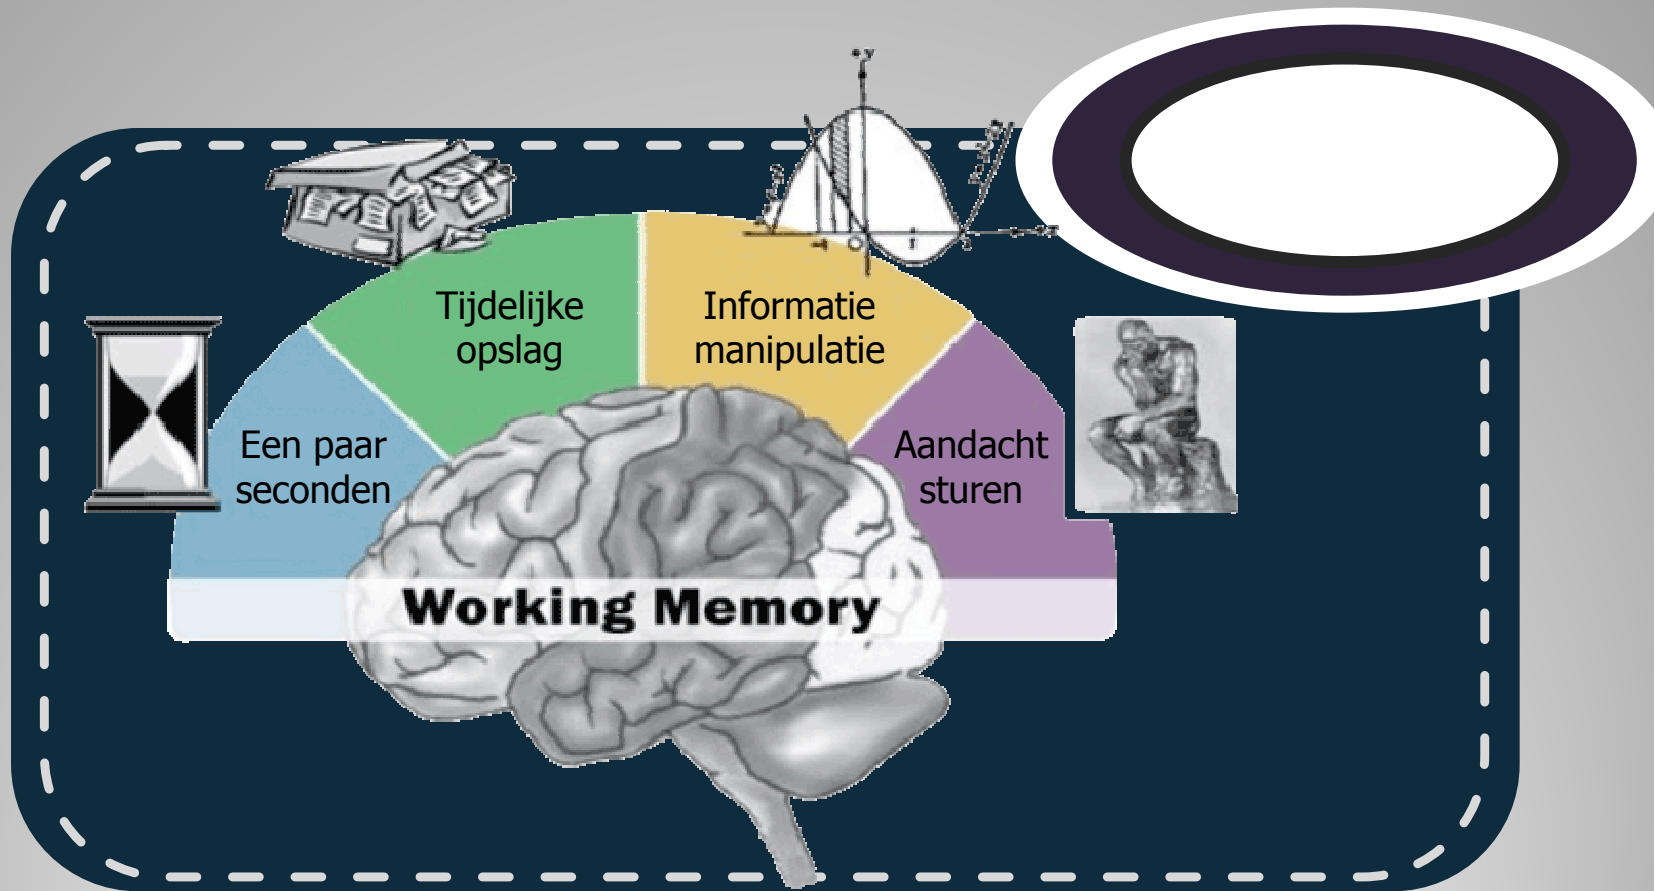 Tijdelijke
opslag
Informatie
manipulatie
Een paar
seconden
Aandacht
sturen
Working Memory